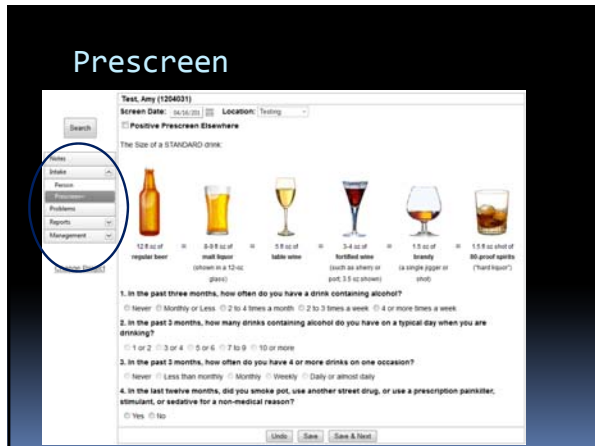 Prescreen
Test, Amy (1204031)
Screen Date: 04/16/201 Location: Testing
Search
Positive Prescreen Elsewhere
The Size of a STANDARD drink:
Notes
Intake
Person
Prescreen
Problems
Reports
Management
12 fl oz of = 8-9 fl oz of = 5 fl oz of = 3-4 oz of = 1.5 oz of = 1.5 fl oz shot of
regular beer malt liquor table wine fortified wine brandy 80-proof spirits
(shown in a 12-oz (such as sherry or (a single jigger or ("hard liquor")
glass) port; 3.5 oz shown) shot)
1. In the past three months, how often do you have a drink containing alcohol?
Never Monthly or Less 2 to 4 times a month 2 to 3 times a week 4 or more times a week
2. In the past 3 months, how many drinks containing alcohol do you have on a typical day when you are
drinking?
1 or 2 3 or 4 5 or 6 7 to 9 10 or more
3. In the past 3 months, how often do you have 4 or more drinks on one occasion?
Never Less than monthly Monthly Weekly Daily or almost daily
4. In the last twelve months, did you smoke pot, use another street drug, or use a prescription painkiller,
stimulant, or sedative for a non-medical reason?
Yes No
Undo Save Save & Next